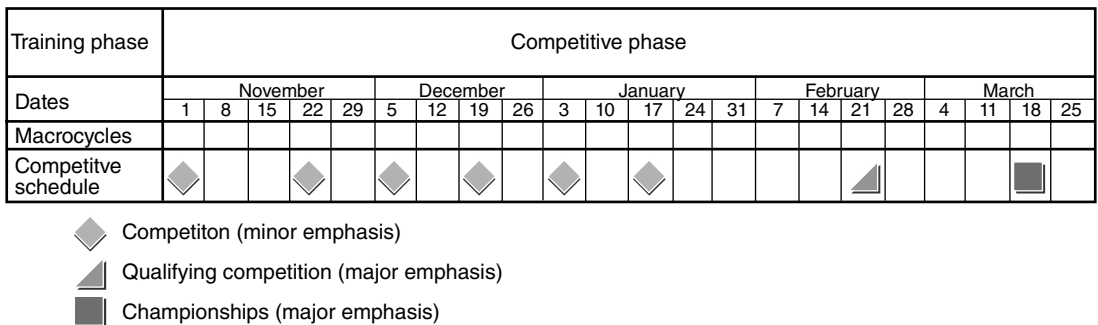 Training phase Competitive phase
Dates November December January February March
1 8 15 22 29 5 12 19 26 3 10 17 24 31 7 14 21 28 4 11 18 25
Macrocycles
Competitve
schedule
Competiton (minor emphasis)
Qualifying competition (major emphasis)
Championships (major emphasis)